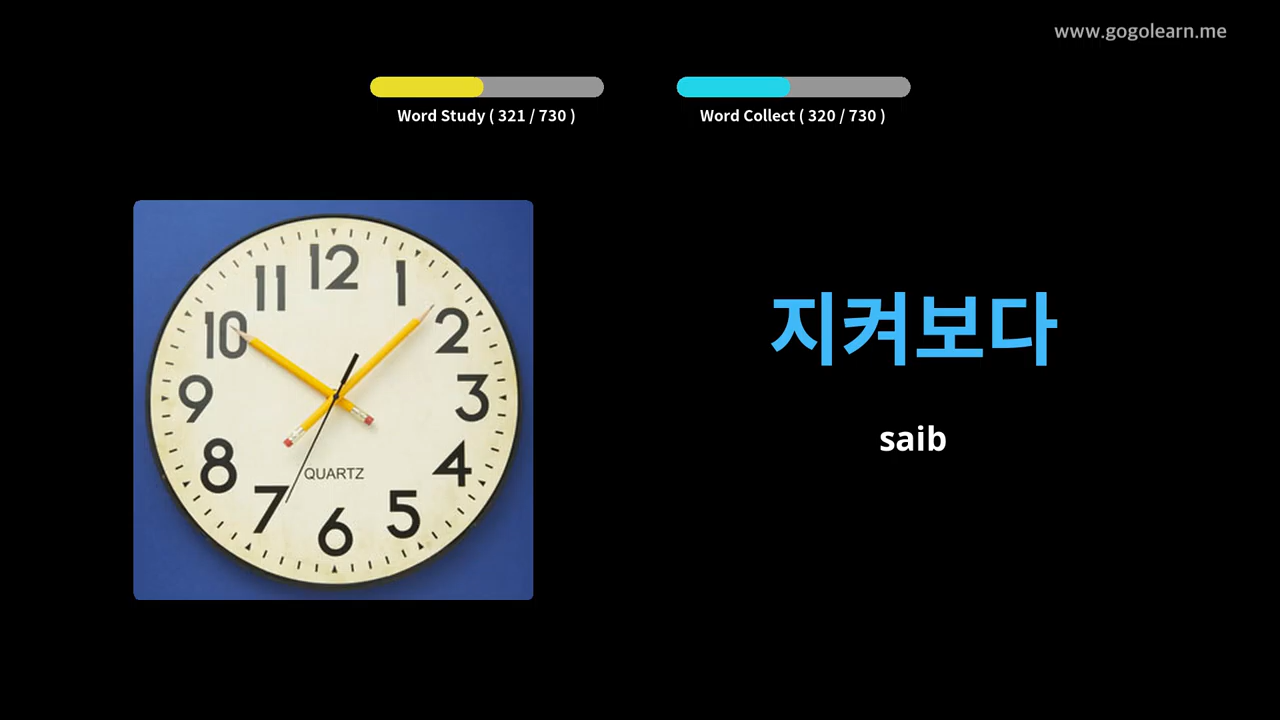 www.gogolearn.me
Word Study ( 321 / 730 )
Word Collect ( 320 / 730 )
12
11
1
10
2
9
3
8
4
QUARTZ
7
5
6
지켜보다
saib